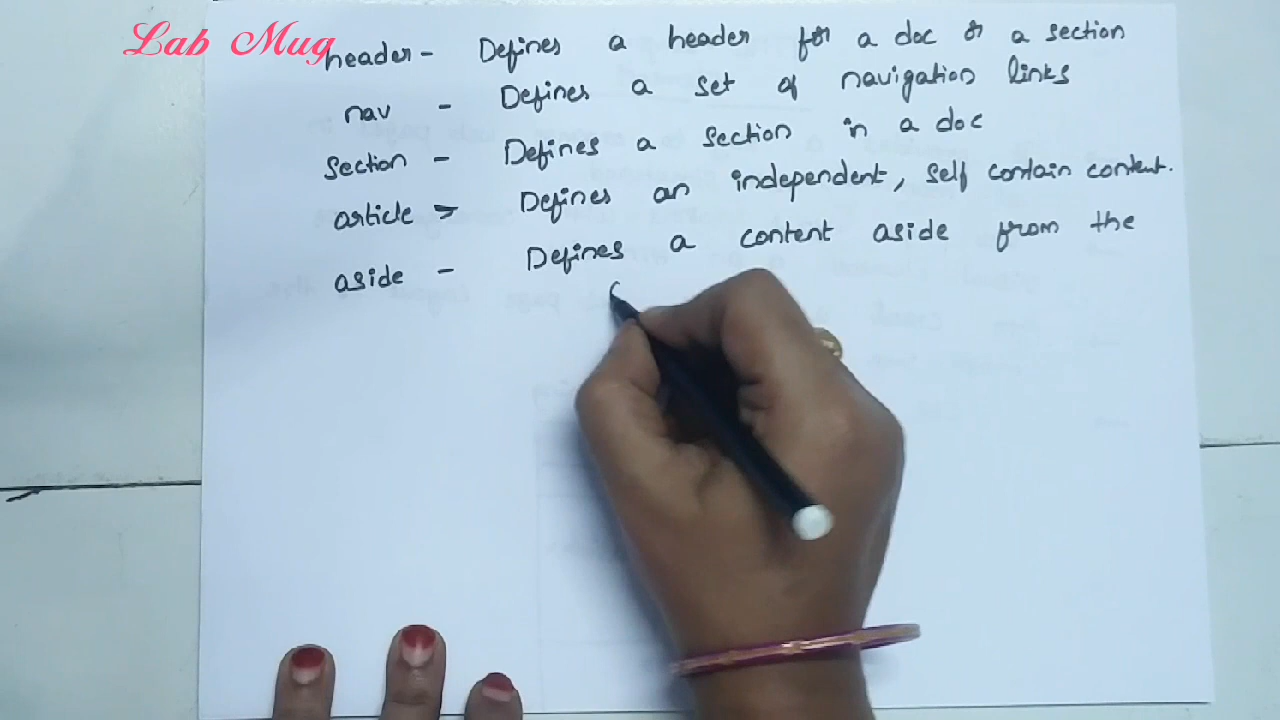 Lab Mug
header - Defines a header for a doc or a section
nav - Defines a set of navigation links
section - Defines a section in a doc
article > Defines an independent, self contain content.
aside - Defines a content aside from the